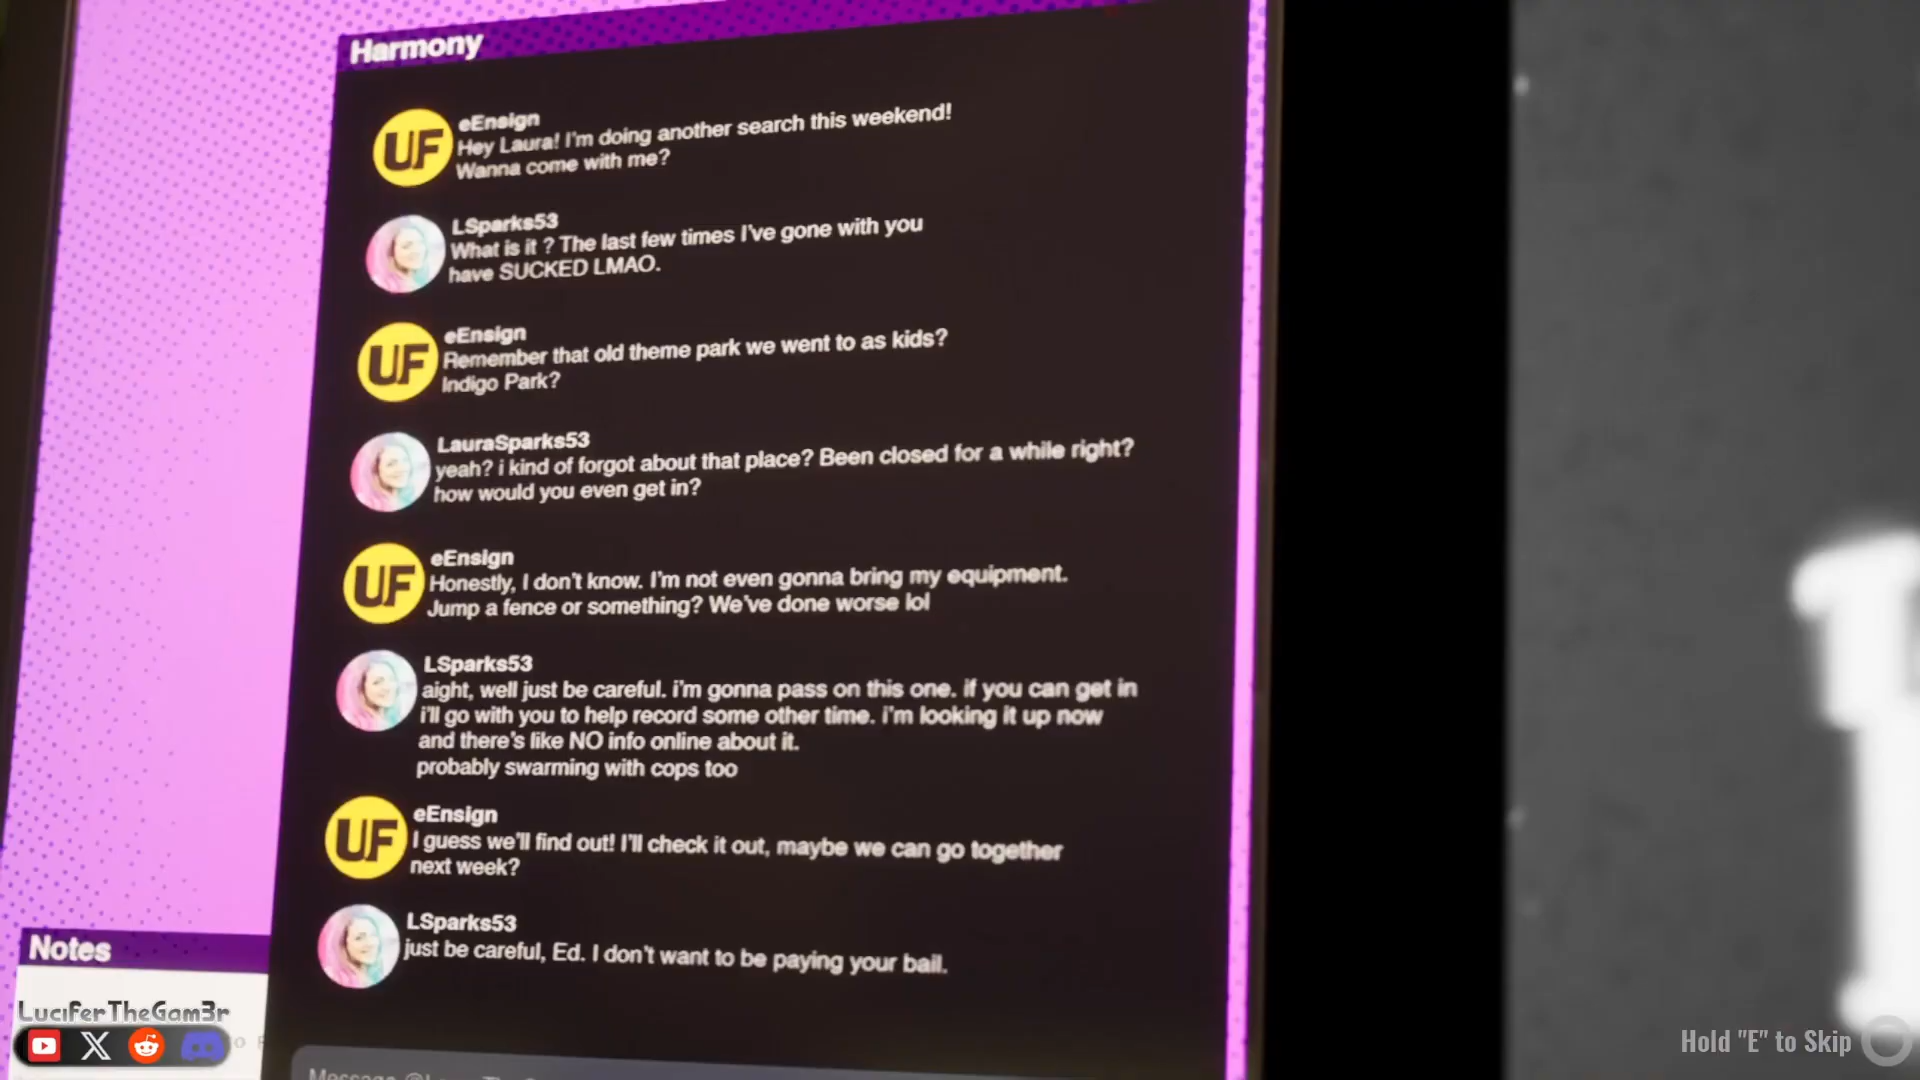 Harmony
UF
eEnsign
Hey Laura! I'm doing another search this weekend!
Wanna come with me?
LSparks53
What is it ? The last few times I've gone with you
have SUCKED LMAO.
UF
eEnsign
Remember that old theme park we went to as kids?
Indigo Park?
LauraSparks53
yeah? i kind of forgot about that place? Been closed for a while right?
how would you even get in?
UF
eEnsign
Honestly, I don't know. I'm not even gonna bring my equipment.
Jump a fence or something? We've done worse lol
LSparks53
aight, well just be careful. i'm gonna pass on this one. if you can get in
i'll go with you to help record some other time. i'm looking it up now
and there's like NO info online about it.
probably swarming with cops too
UF
eEnsign
I guess we'll find out! I'll check it out, maybe we can go together
next week?
LSparks53
just be careful, Ed. I don't want to be paying your bail.
Notes
LuciferTheGam3r
Hold "E" to Skip